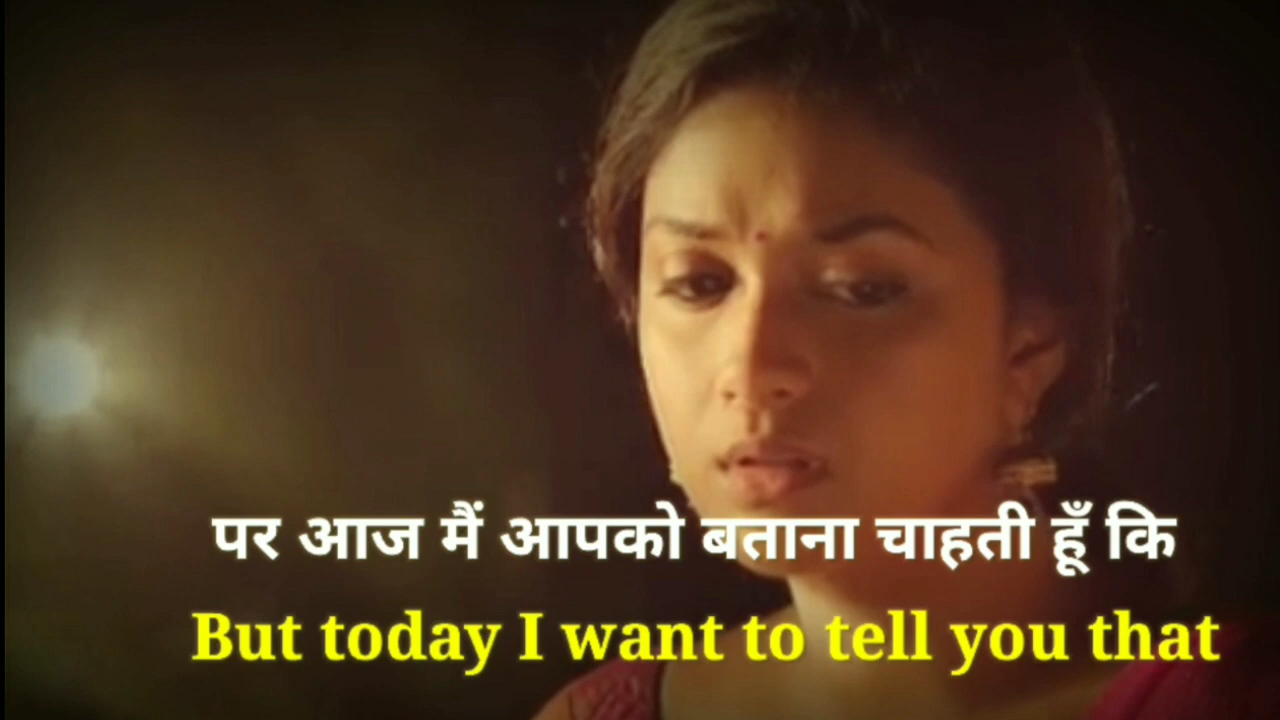 पर आज मैं आपको बताना चाहती हूँ कि
But today I want to tell you that